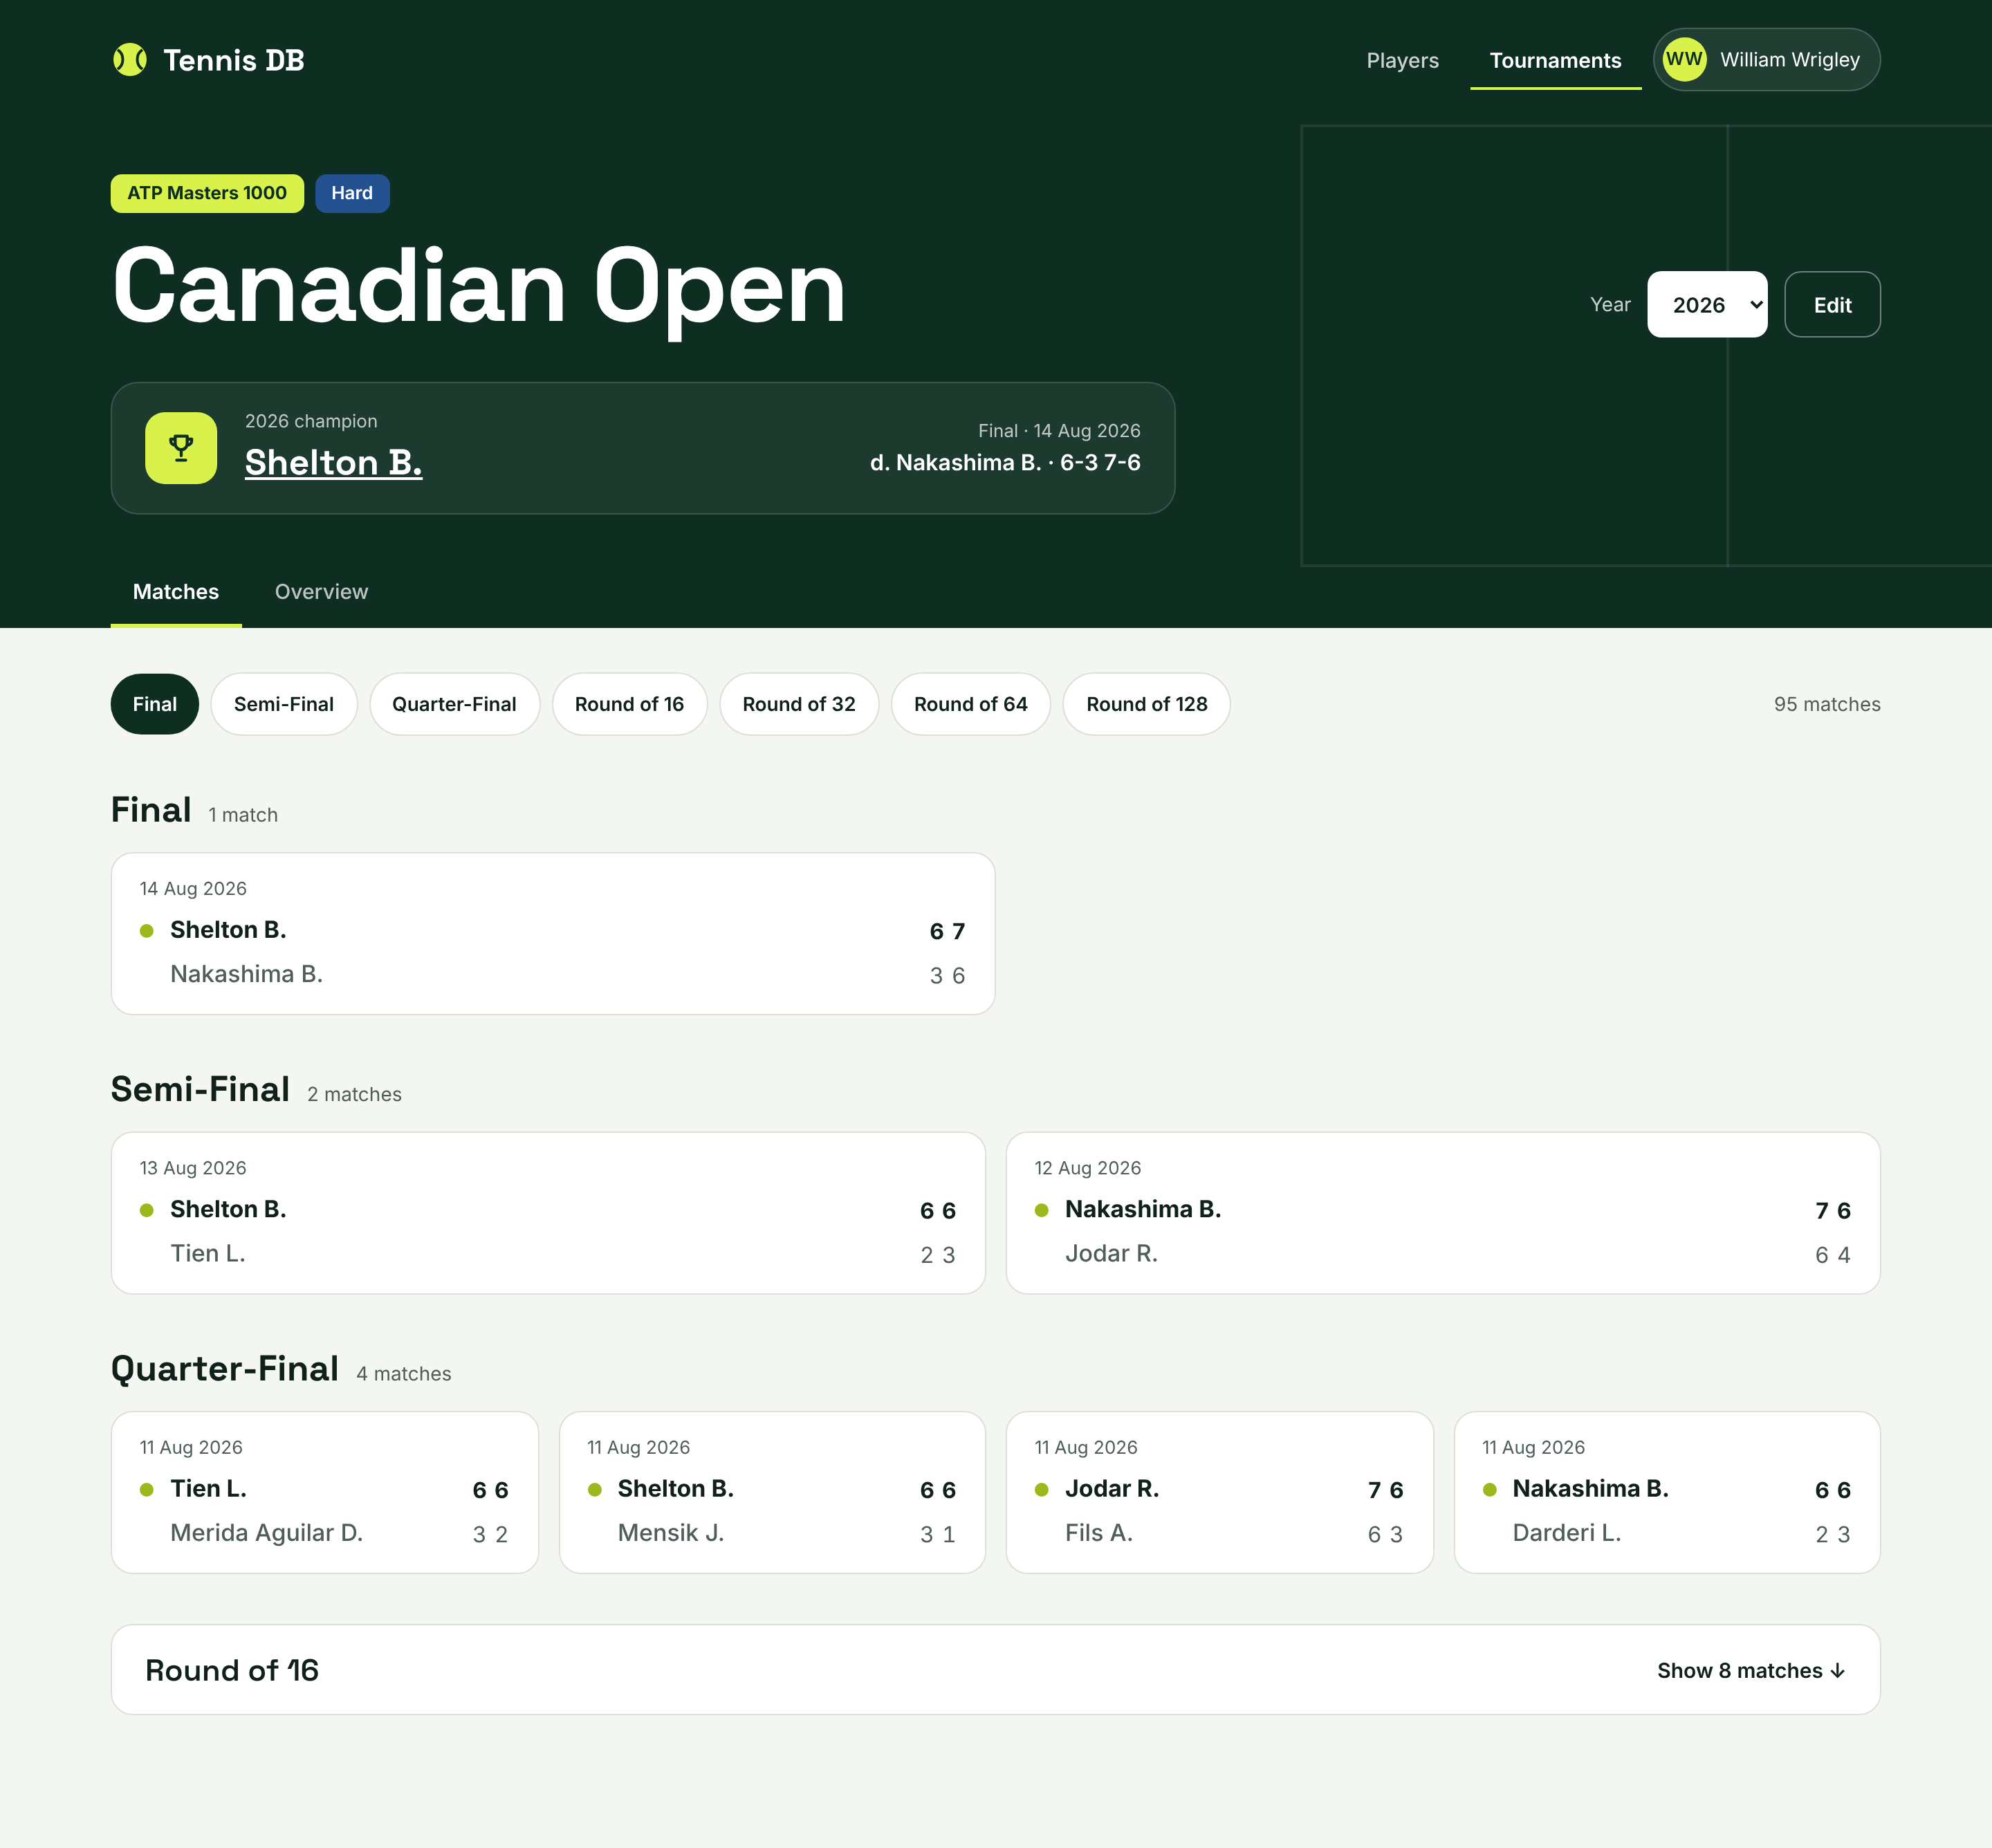 Tennis DB
Players Tournaments WW William Wrigley
ATP Masters 1000 Hard
Canadian Open
Year 2026 Edit
2026 champion
Shelton B.
Final · 14 Aug 2026
d. Nakashima B. · 6-3 7-6
Matches Overview
Final Semi-Final Quarter-Final Round of 16 Round of 32 Round of 64 Round of 128 95 matches
Final 1 match
14 Aug 2026
Shelton B. 6 7
Nakashima B. 3 6
Semi-Final 2 matches
13 Aug 2026
Shelton B. 6 6
Tien L. 2 3
12 Aug 2026
Nakashima B. 7 6
Jodar R. 6 4
Quarter-Final 4 matches
11 Aug 2026
Tien L. 6 6
Merida Aguilar D. 3 2
11 Aug 2026
Shelton B. 6 6
Mensik J. 3 1
11 Aug 2026
Jodar R. 7 6
Fils A. 6 3
11 Aug 2026
Nakashima B. 6 6
Darderi L. 2 3
Round of 16 Show 8 matches ↓